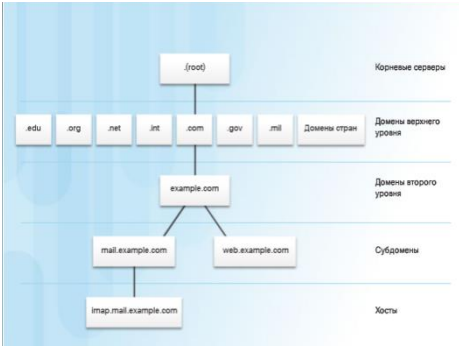 .(root)
Корневые серверы
.edu
.org
.net
.int
.com
.gov
.mil
Домены стран
Домены верхнего
уровня
example.com
Домены второго
уровня
mail.example.com
web.example.com
Субдомены
imap.mail.example.com
Хосты